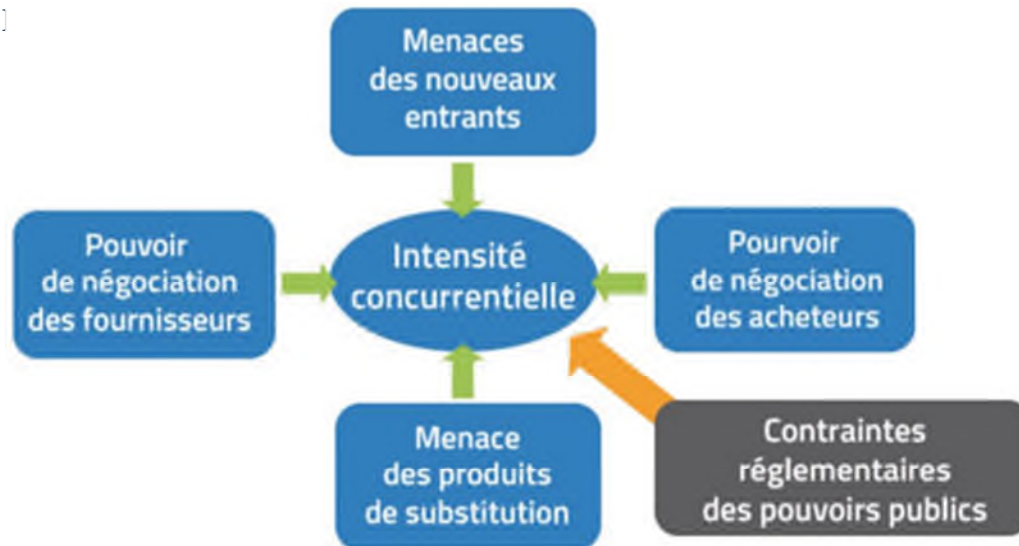 Menaces
des nouveaux
entrants
Pouvoir
de négociation
des fournisseurs
Intensité
concurrentielle
Pourvoir
de négociation
des acheteurs
Menace
des produits
de substitution
Contraintes
réglementaires
des pouvoirs publics